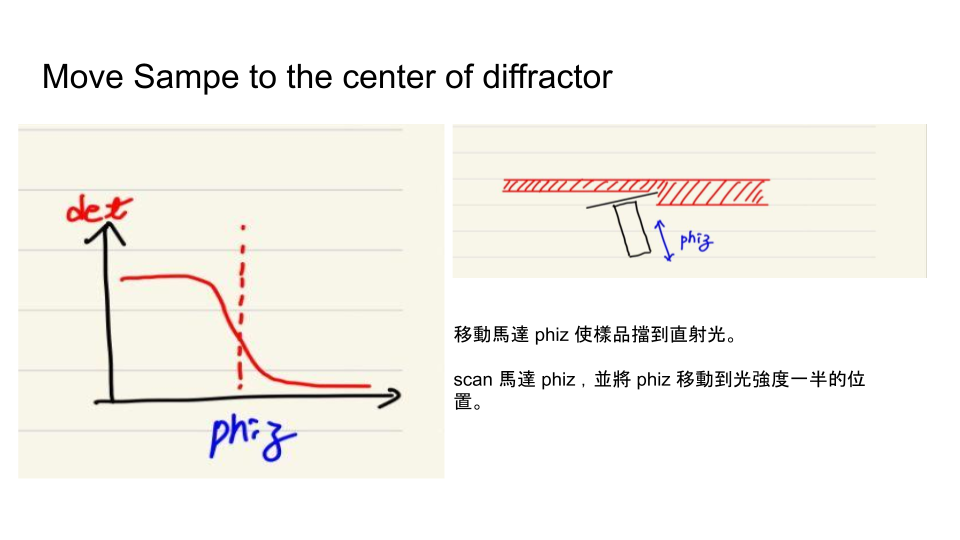 Move Sampe to the center of diffractor
det
phiz
phiz
移動馬達 phiz 使樣品擋到直射光。
scan 馬達 phiz，並將 phiz 移動到光強度一半的位
置。